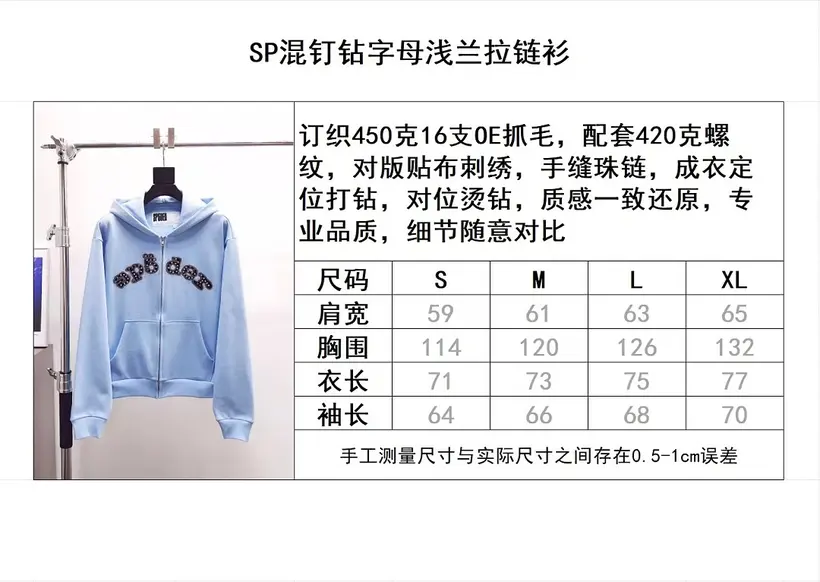 SP混钉钻字母浅兰拉链衫
订织450克16支OE抓毛，配套420克螺
纹，对版贴布刺绣，手缝珠链，成衣定
位打钻，对位烫钻，质感一致还原，专
业品质，细节随意对比
尺码 S M L XL
肩宽 59 61 63 65
胸围 114 120 126 132
衣长 71 73 75 77
袖长 64 66 68 70
手工测量尺寸与实际尺寸之间存在0.5-1cm误差
SP5DER
sp5der